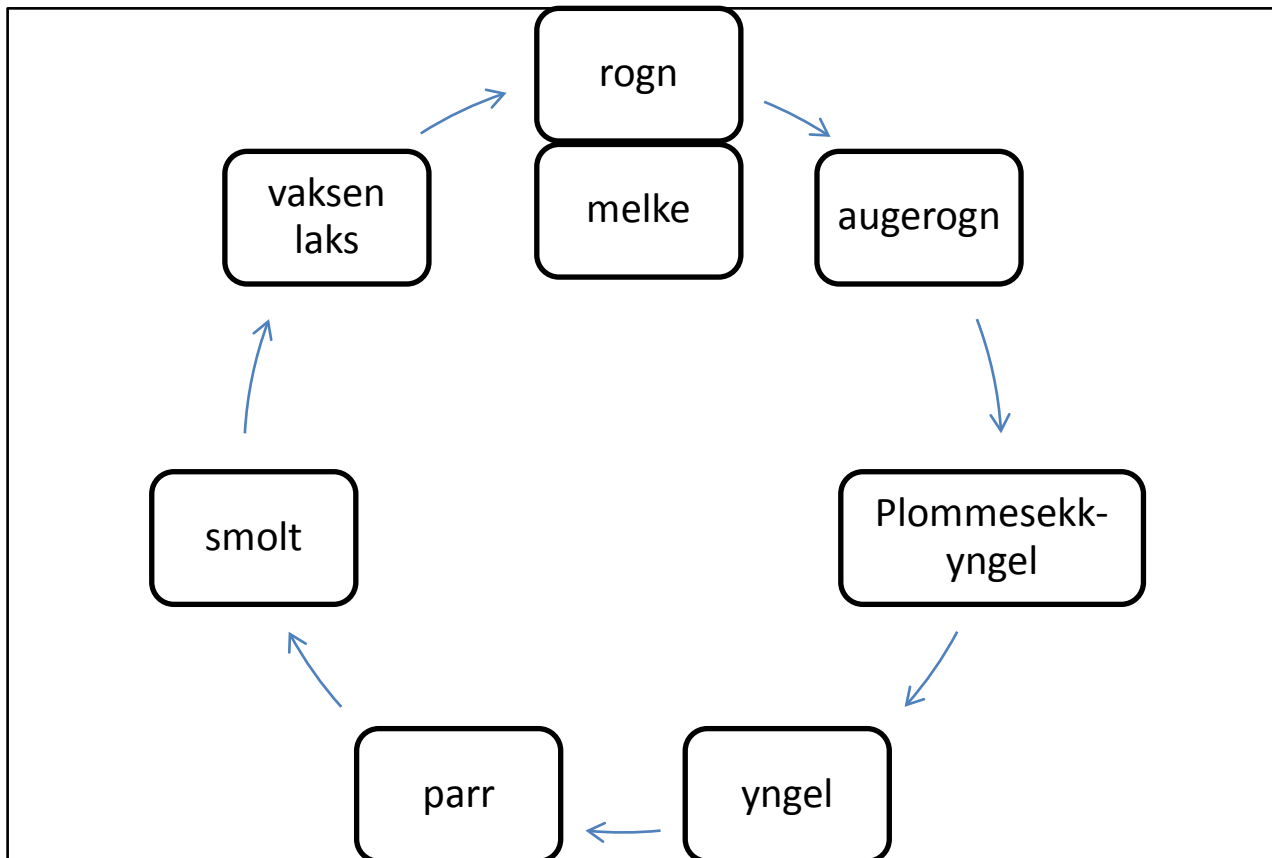 rogn
melke
augerogn
Plommesekk-
yngel
yngel
parr
smolt
vaksen
laks